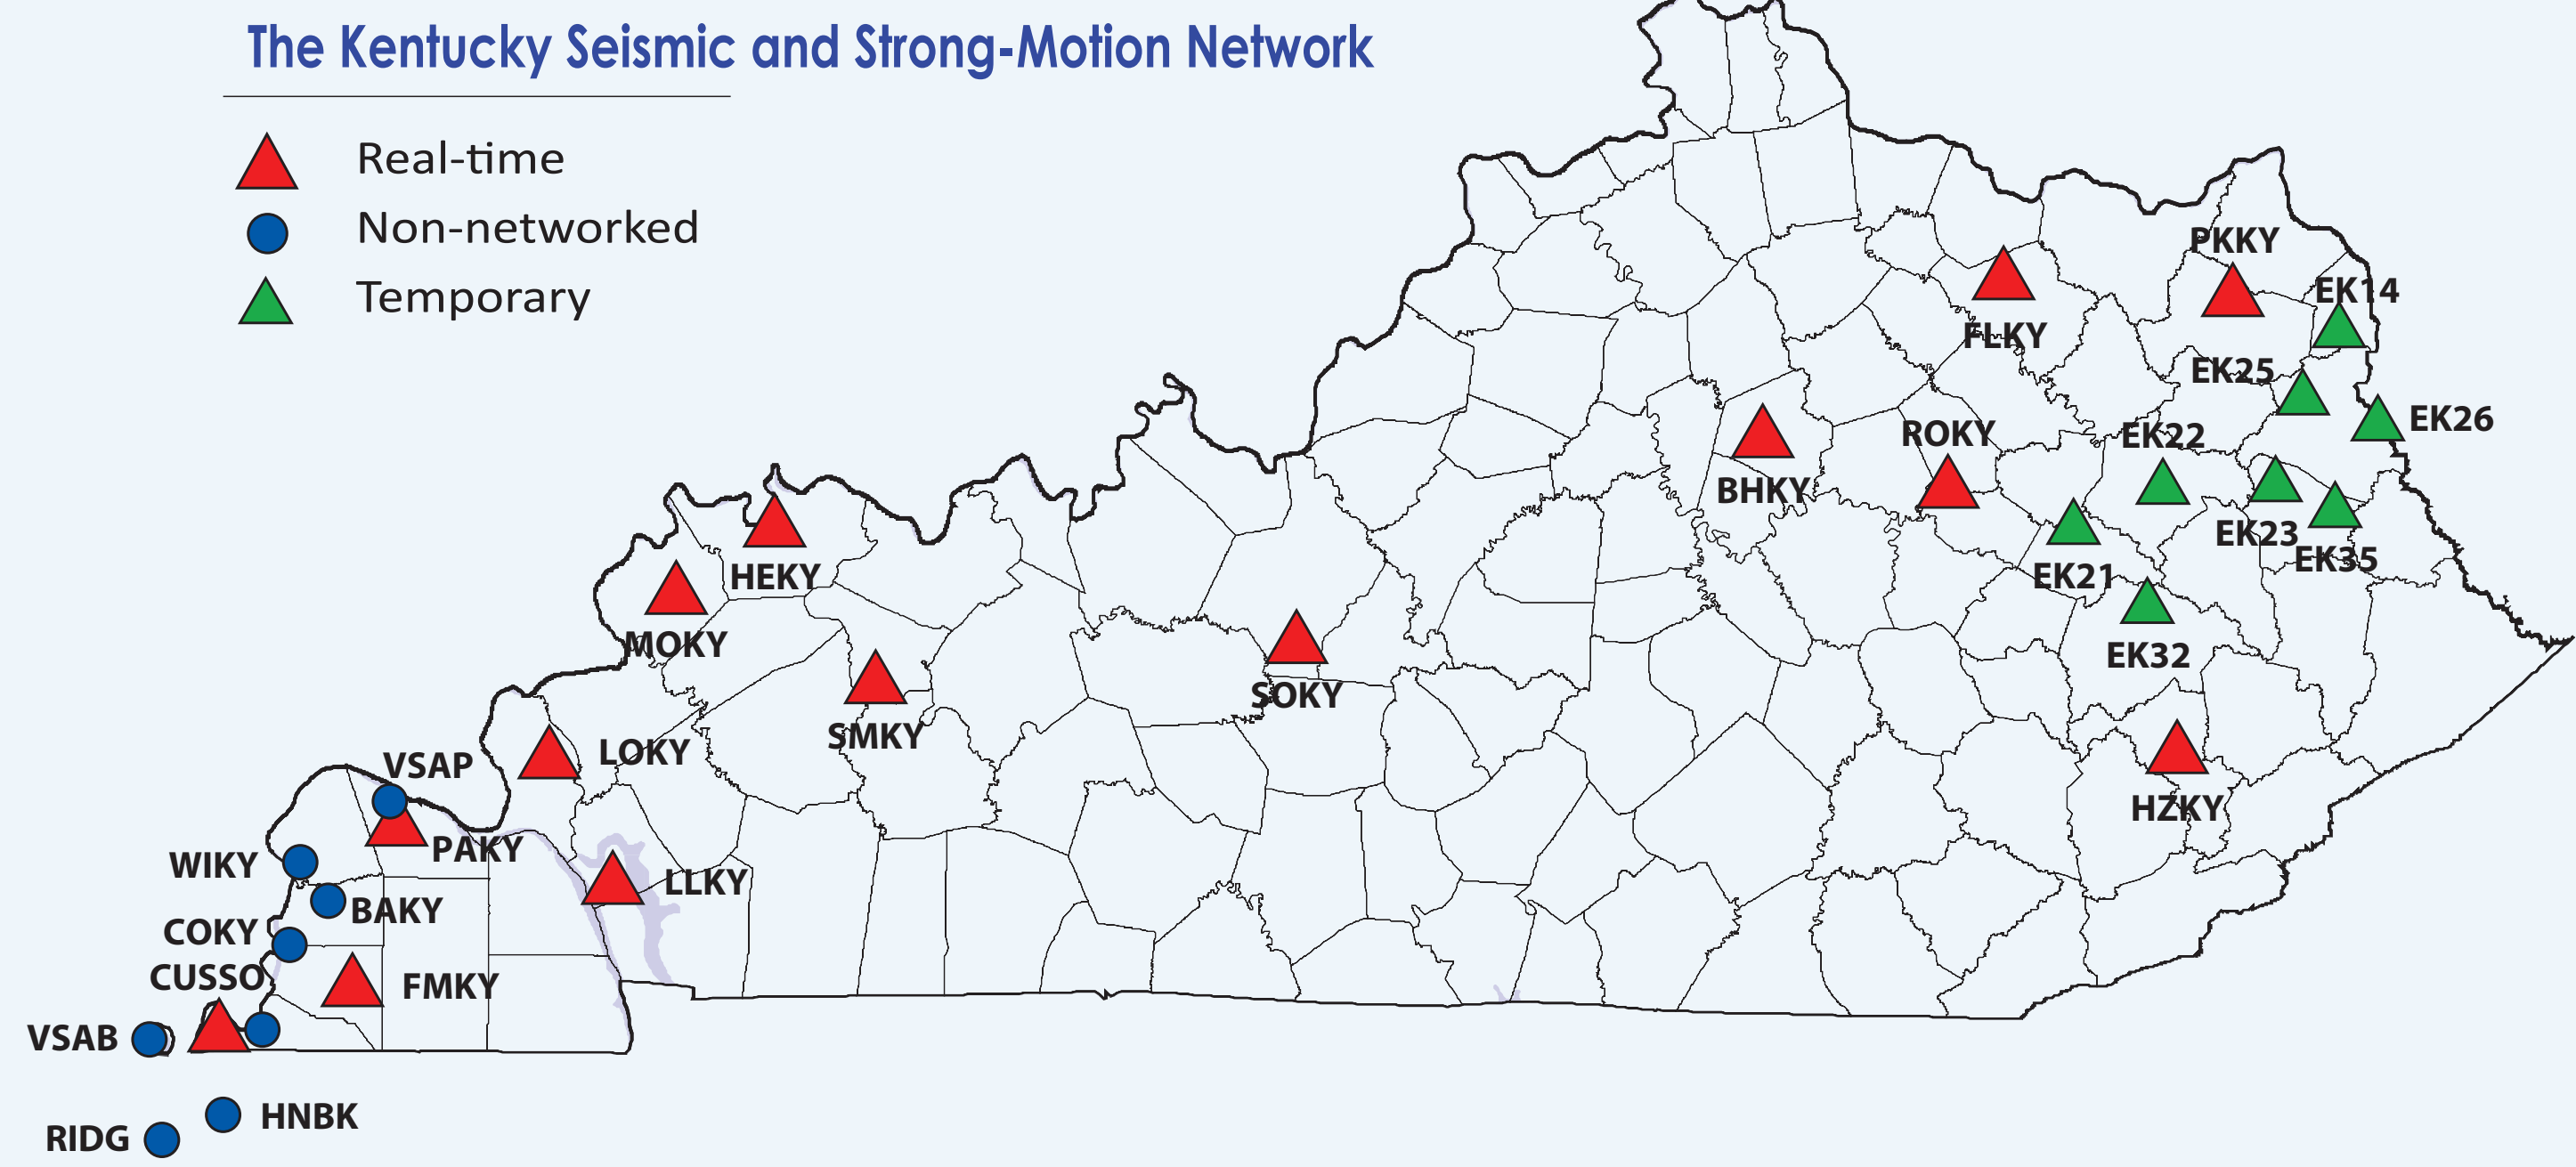 The Kentucky Seismic and Strong-Motion Network
Real-time
Non-networked
Temporary
PKKY
EK14
FLKY
EK25
EK26
ROKY
EK22
BHKY
EK23
EK35
HEKY
EK21
MOKY
EK32
SOKY
SMKY
LOKY
VSAP
HZKY
PAKY
WIKY
LLKY
BAKY
COKY
CUSSO
FMKY
VSAB
HNBK
RIDG